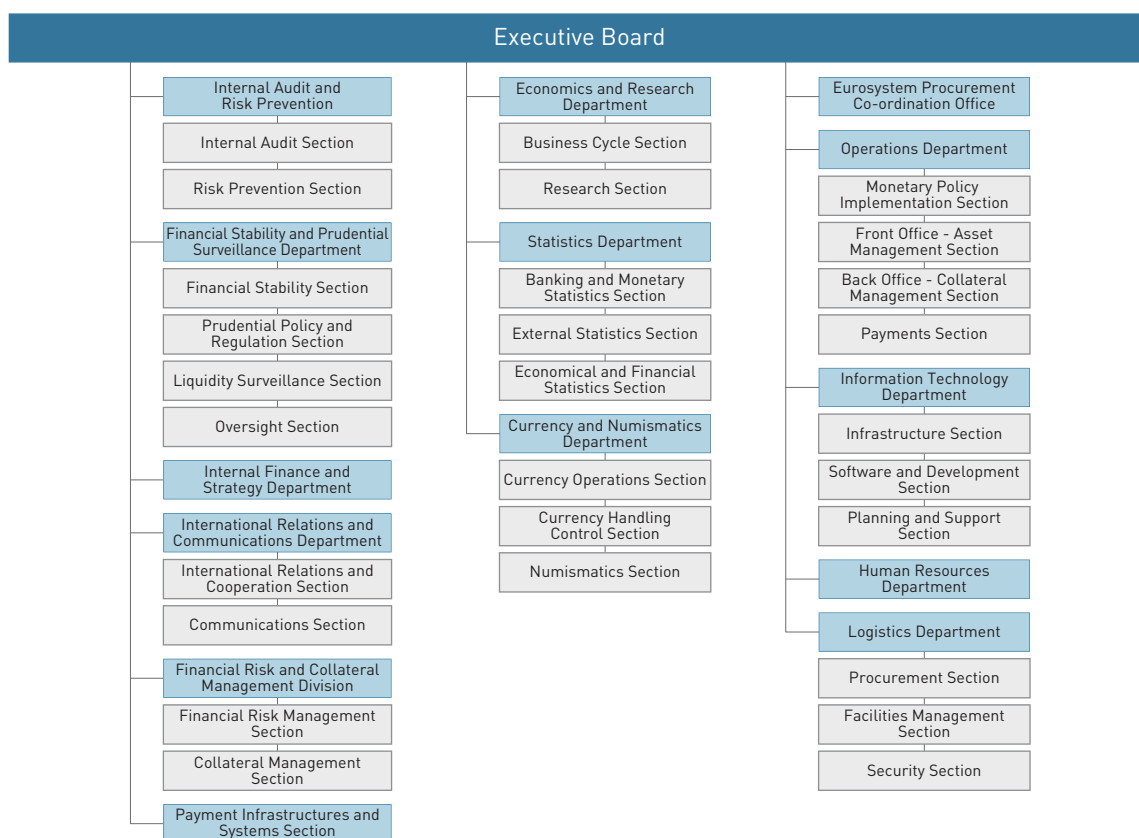 Executive Board
Internal Audit and
Risk Prevention
Internal Audit Section
Risk Prevention Section
Financial Stability and Prudential
Surveillance Department
Financial Stability Section
Prudential Policy and
Regulation Section
Liquidity Surveillance Section
Oversight Section
Internal Finance and
Strategy Department
International Relations and
Communications Department
International Relations and
Cooperation Section
Communications Section
Financial Risk and Collateral
Management Division
Financial Risk Management
Section
Collateral Management
Section
Payment Infrastructures and
Systems Section
Economics and Research
Department
Business Cycle Section
Research Section
Statistics Department
Banking and Monetary
Statistics Section
External Statistics Section
Economical and Financial
Statistics Section
Currency and Numismatics
Department
Currency Operations Section
Currency Handling
Control Section
Numismatics Section
Eurosystem Procurement
Co-ordination Office
Operations Department
Monetary Policy
Implementation Section
Front Office - Asset
Management Section
Back Office - Collateral
Management Section
Payments Section
Information Technology
Department
Infrastructure Section
Software and Development
Section
Planning and Support
Section
Human Resources
Department
Logistics Department
Procurement Section
Facilities Management
Section
Security Section